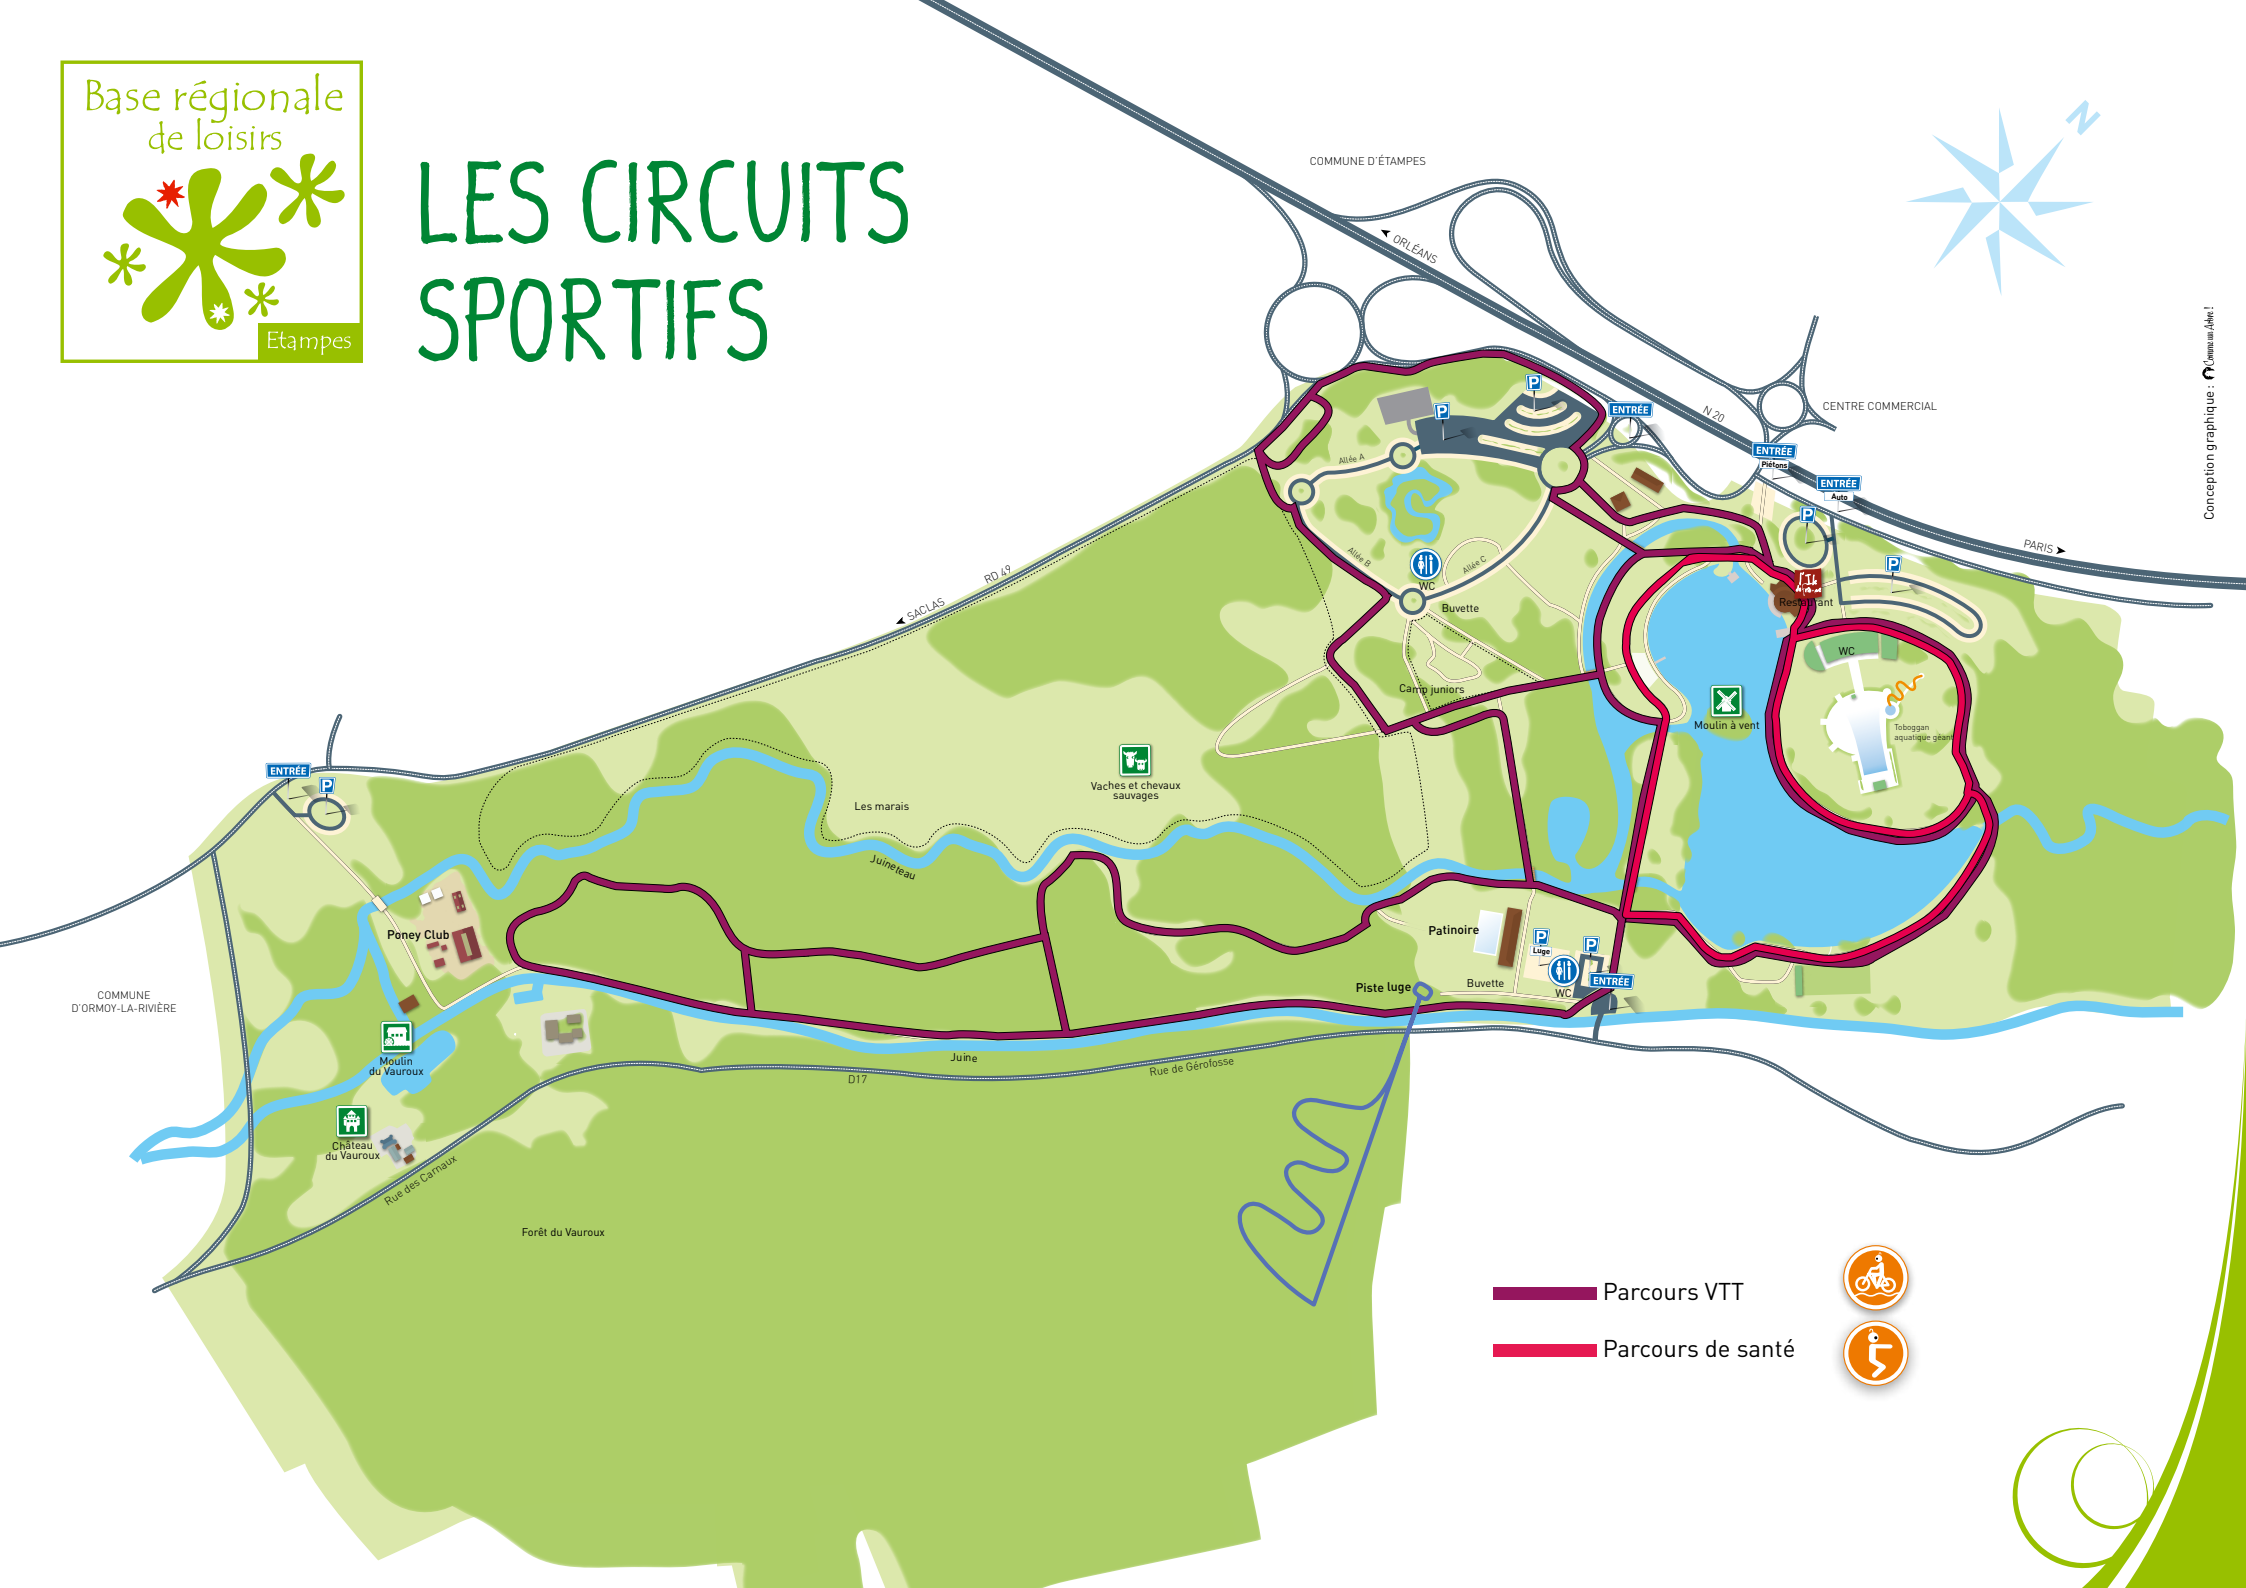 Base régionale
de loisirs
Etampes
LES CIRCUITS
SPORTIFS
N
COMMUNE D'ÉTAMPES
ORLÉANS
N 20
CENTRE COMMERCIAL
PARIS
Conception graphique :
ENTRÉE
ENTRÉE
Piétons
ENTRÉE
Auto
P
P
P
P
Allée A
Allée B
Allée C
WC
Buvette
Restaurant
WC
Toboggan
aquatique géant
Camp juniors
Moulin à vent
RD 49
SACLAS
Vaches et chevaux
sauvages
Les marais
Juineteau
ENTRÉE
P
Poney Club
COMMUNE
D'ORMOY-LA-RIVIÈRE
Moulin
du Vauroux
Château
du Vauroux
Rue des Carnaux
Forêt du Vauroux
D17
Juine
Rue de Gérofosse
Patinoire
P
Luge
P
WC
ENTRÉE
Buvette
Piste luge
Parcours VTT
Parcours de santé